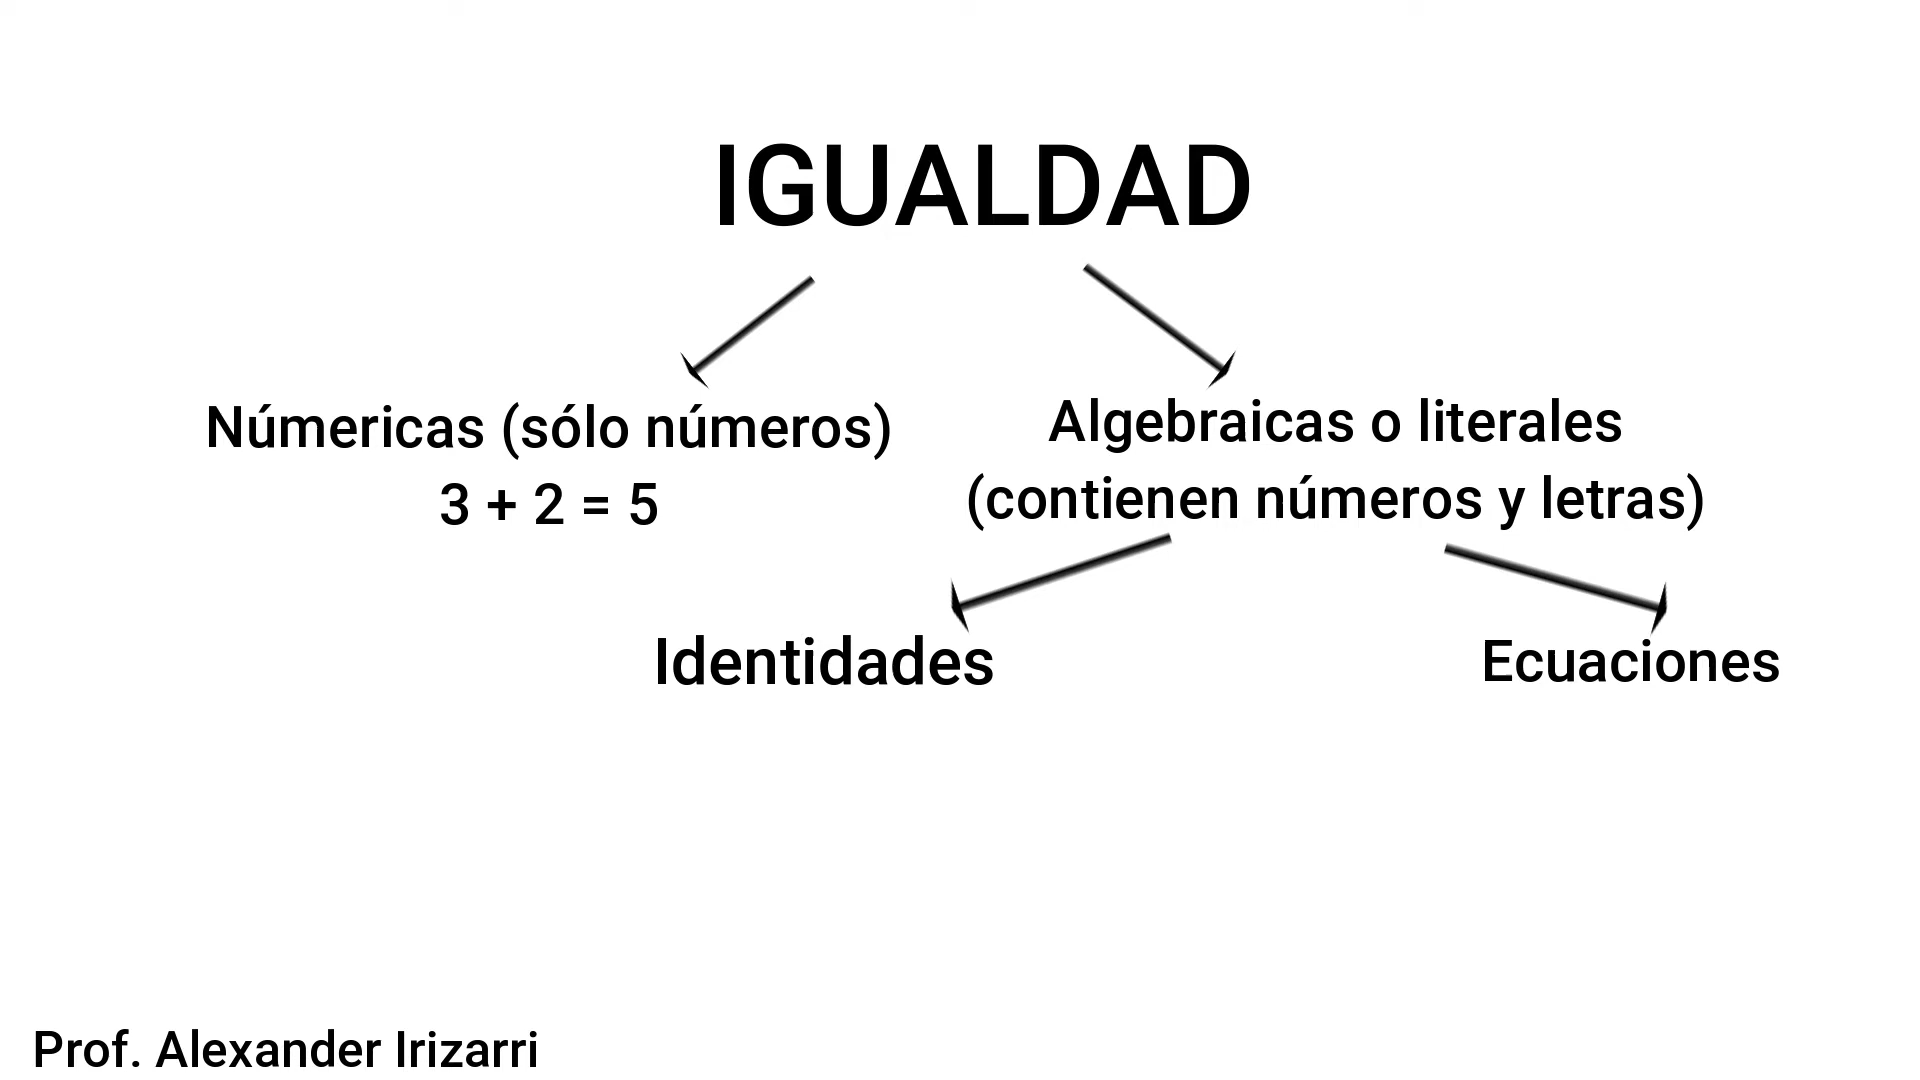 IGUALDAD
Númericas (sólo números)
3 + 2 = 5
Algebraicas o literales
(contienen números y letras)
Identidades
Ecuaciones
Prof. Alexander Irizarri